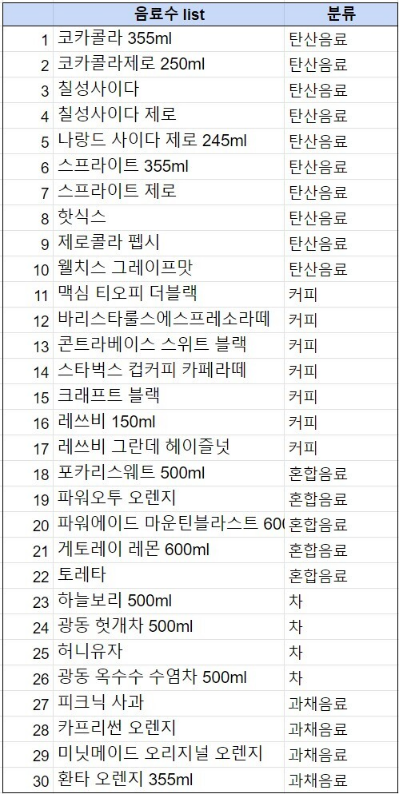 음료수 list 분류
1 코카콜라 355ml 탄산음료
2 코카콜라제로 250ml 탄산음료
3 칠성사이다 탄산음료
4 칠성사이다 제로 탄산음료
5 나랑드 사이다 제로 245ml 탄산음료
6 스프라이트 355ml 탄산음료
7 스프라이트 제로 탄산음료
8 핫식스 탄산음료
9 제로콜라 펩시 탄산음료
10 웰치스 그레이프맛 탄산음료
11 맥심 티오피 더블랙 커피
12 바리스타룰스에스프레소라떼 커피
13 콘트라베이스 스위트 블랙 커피
14 스타벅스 컵커피 카페라떼 커피
15 크래프트 블랙 커피
16 레쓰비 150ml 커피
17 레쓰비 그란데 헤이즐넛 커피
18 포카리스웨트 500ml 혼합음료
19 파워오투 오렌지 혼합음료
20 파워에이드 마운틴블라스트 600 혼합음료
21 게토레이 레몬 600ml 혼합음료
22 토레타 혼합음료
23 하늘보리 500ml 차
24 광동 헛개차 500ml 차
25 허니유자 차
26 광동 옥수수 수염차 500ml 차
27 피크닉 사과 과채음료
28 카프리썬 오렌지 과채음료
29 미닛메이드 오리지널 오렌지 과채음료
30 환타 오렌지 355ml 과채음료